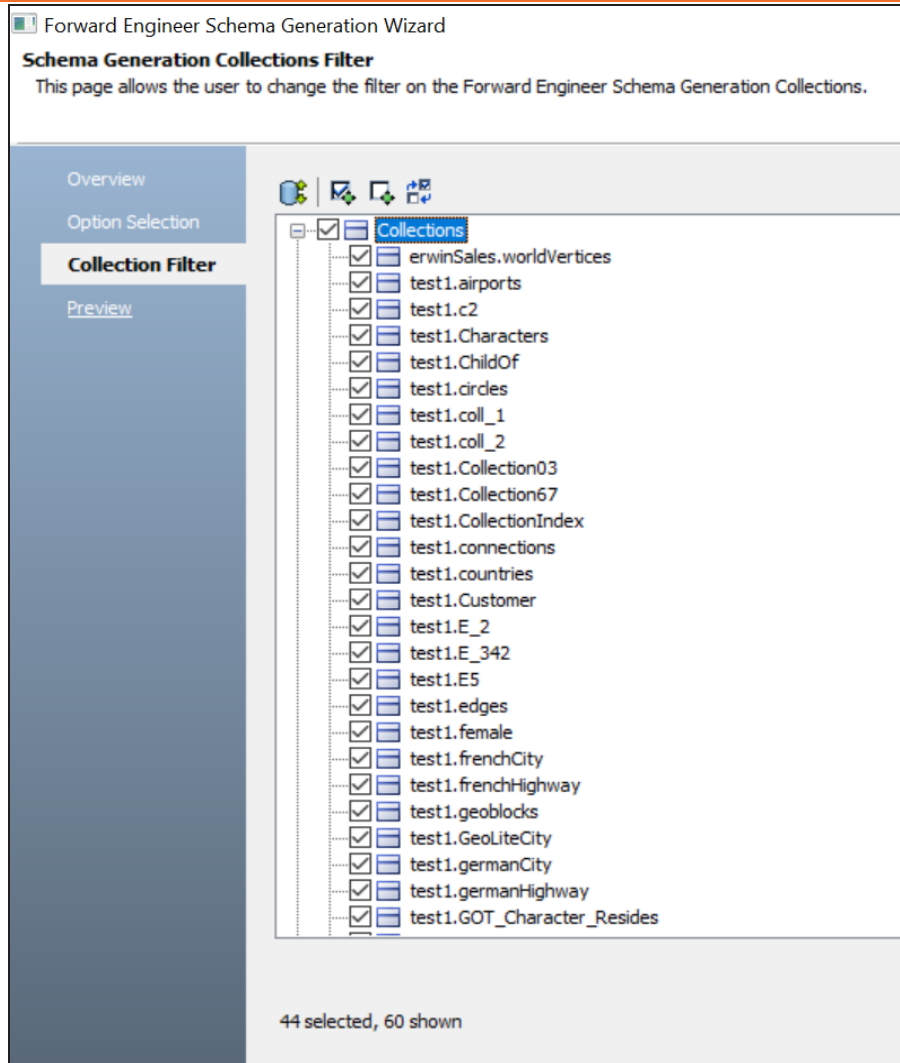 Forward Engineer Schema Generation Wizard
Schema Generation Collections Filter
This page allows the user to change the filter on the Forward Engineer Schema Generation Collections.
Overview
Option Selection
Collection Filter
Preview
Collections
erwinSales.worldVertices
test1.airports
test1.c2
test1.Characters
test1.ChildOf
test1.circles
test1.coll_1
test1.coll_2
test1.Collection03
test1.Collection67
test1.CollectionIndex
test1.connections
test1.countries
test1.Customer
test1.E_2
test1.E_342
test1.E5
test1.edges
test1.female
test1.frenchCity
test1.frenchHighway
test1.geoblocks
test1.GeoLiteCity
test1.germanCity
test1.germanHighway
test1.GOT_Character_Resides
44 selected, 60 shown